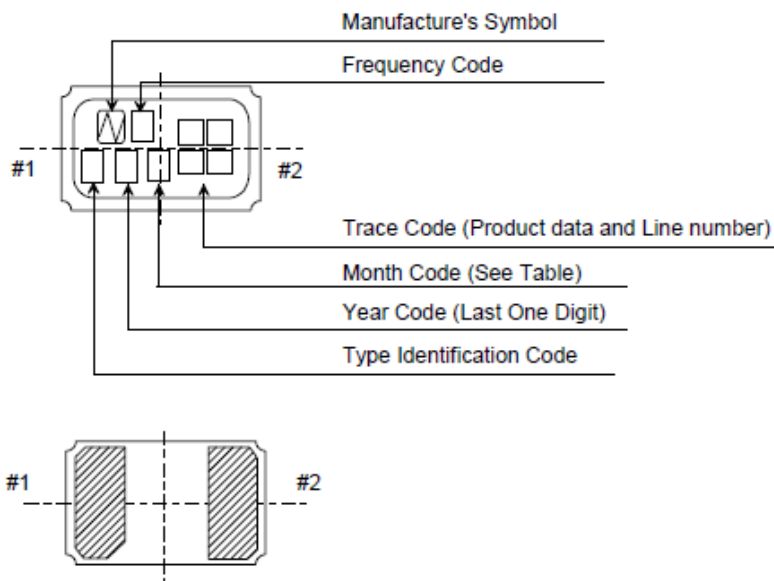 Manufacture's Symbol
Frequency Code
#1
#2
Trace Code (Product data and Line number)
Month Code (See Table)
Year Code (Last One Digit)
Type Identification Code
#1
#2